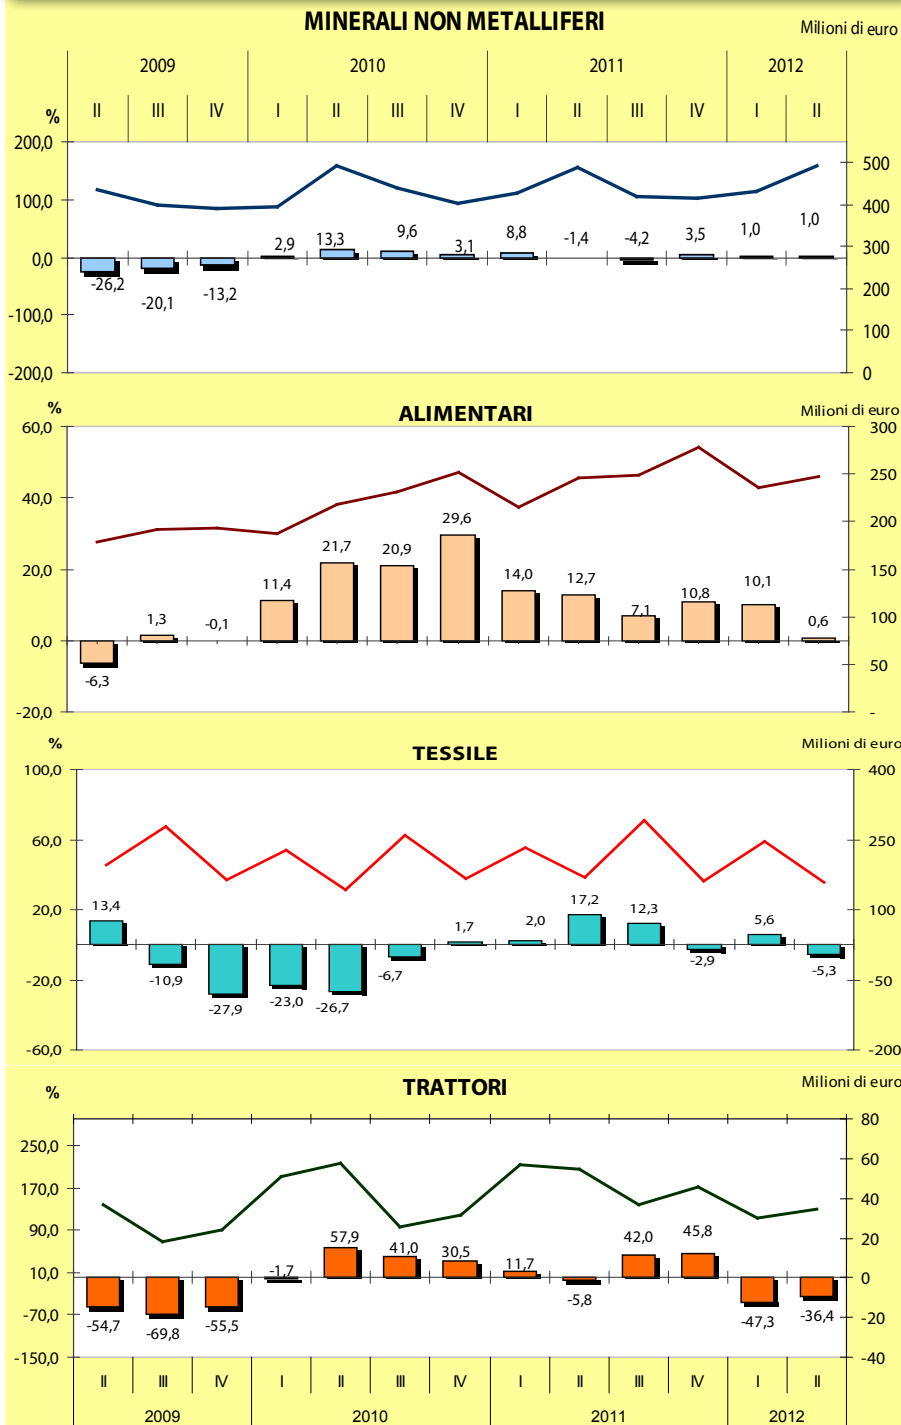 MINERALI NON METALLIFERI
Milioni di euro
2009 2010 2011 2012
% II III IV I II III IV I II III IV I II
200,0 500
100,0 400
0,0 300
-100,0 200
-200,0 100
0
-26,2 -20,1 -13,2 2,9 13,3 9,6 3,1 8,8 -1,4 -4,2 3,5 1,0 1,0
% ALIMENTARI Milioni di euro
60,0 300
40,0 250
20,0 200
0,0 150
-20,0 100
50
-
-6,3 1,3 -0,1 11,4 21,7 20,9 29,6 14,0 12,7 7,1 10,8 10,1 0,6
% TESSILE Milioni di euro
100,0 400
60,0 250
20,0 100
-20,0 -50
-60,0 -200
13,4 -10,9 -27,9 -23,0 -26,7 -6,7 1,7 2,0 17,2 12,3 -2,9 5,6 -5,3
% TRATTORI Milioni di euro
250,0 80
170,0 60
90,0 40
10,0 20
-70,0 0
-150,0 -20
-40
-54,7 -69,8 -55,5 -1,7 57,9 41,0 30,5 11,7 -5,8 42,0 45,8 -47,3 -36,4
II III IV I II III IV I II III IV I II
2009 2010 2011 2012